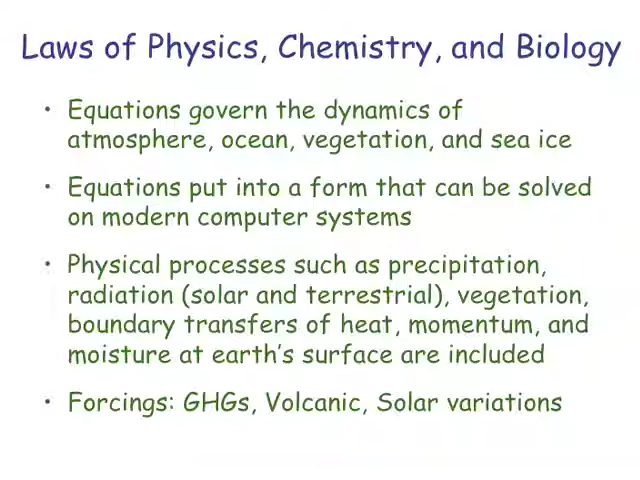 Laws of Physics, Chemistry, and Biology
• Equations govern the dynamics of
atmosphere, ocean, vegetation, and sea ice
• Equations put into a form that can be solved
on modern computer systems
• Physical processes such as precipitation,
radiation (solar and terrestrial), vegetation,
boundary transfers of heat, momentum, and
moisture at earth's surface are included
• Forcings: GHGs, Volcanic, Solar variations